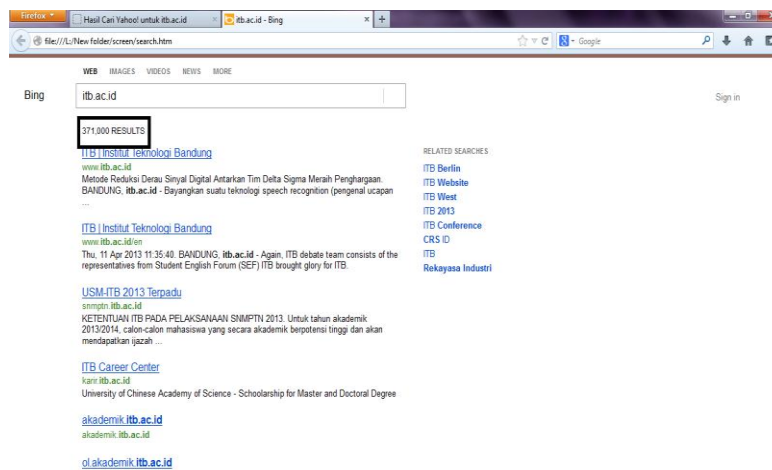 Firefox
Hasil Cari Yahoo! untuk itb.ac.id
itb.ac.id - Bing
file:///L:/New folder/screen/search.htm
Google
WEB IMAGES VIDEOS NEWS MORE
Bing
itb.ac.id
Sign in
371,000 RESULTS
ITB | Institut Teknologi Bandung
www.itb.ac.id
Metode Reduksi Derau Sinyal Digital Antarkan Tim Delta Sigma Meraih Penghargaan.
BANDUNG, itb.ac.id - Bayangkan suatu teknologi speech recognition (pengenal ucapan
...
ITB | Institut Teknologi Bandung
www.itb.ac.id/en
Thu, 11 Apr 2013 11:35:40. BANDUNG, itb.ac.id - Again, ITB debate team consists of the
representatives from Student English Forum (SEF) ITB brought glory for ITB.
USM-ITB 2013 Terpadu
snmptn.itb.ac.id
KETENTUAN ITB PADA PELAKSANAAN SNMPTN 2013. Untuk tahun akademik
2013/2014, calon-calon mahasiswa yang secara akademik berpotensi tinggi dan akan
mendapatkan ijazah ...
ITB Career Center
karir.itb.ac.id
University of Chinese Academy of Science - Schoolarship for Master and Doctoral Degree
akademik.itb.ac.id
akademik.itb.ac.id
ol.akademik.itb.ac.id
RELATED SEARCHES
ITB Berlin
ITB Website
ITB West
ITB 2013
ITB Conference
CRS ID
ITB
Rekayasa Industri